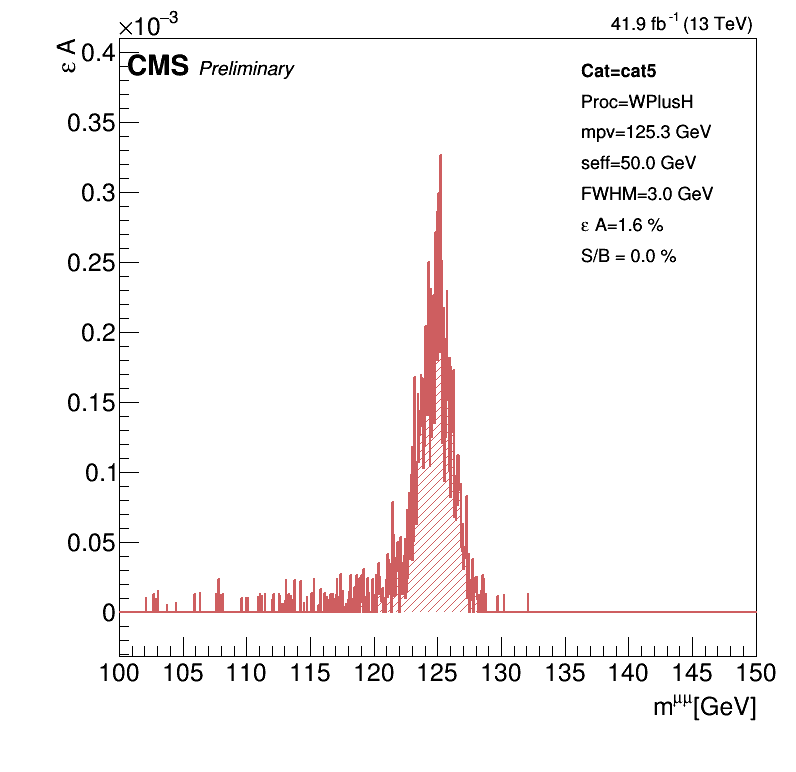 ×10⁻³
41.9 fb⁻¹ (13 TeV)
ε A
CMS Preliminary
Cat=cat5
Proc=WPlusH
mpv=125.3 GeV
seff=50.0 GeV
FWHM=3.0 GeV
ε A=1.6 %
S/B = 0.0 %
0.4
0.35
0.3
0.25
0.2
0.15
0.1
0.05
0
100 105 110 115 120 125 130 135 140 145 150
m^μμ[GeV]